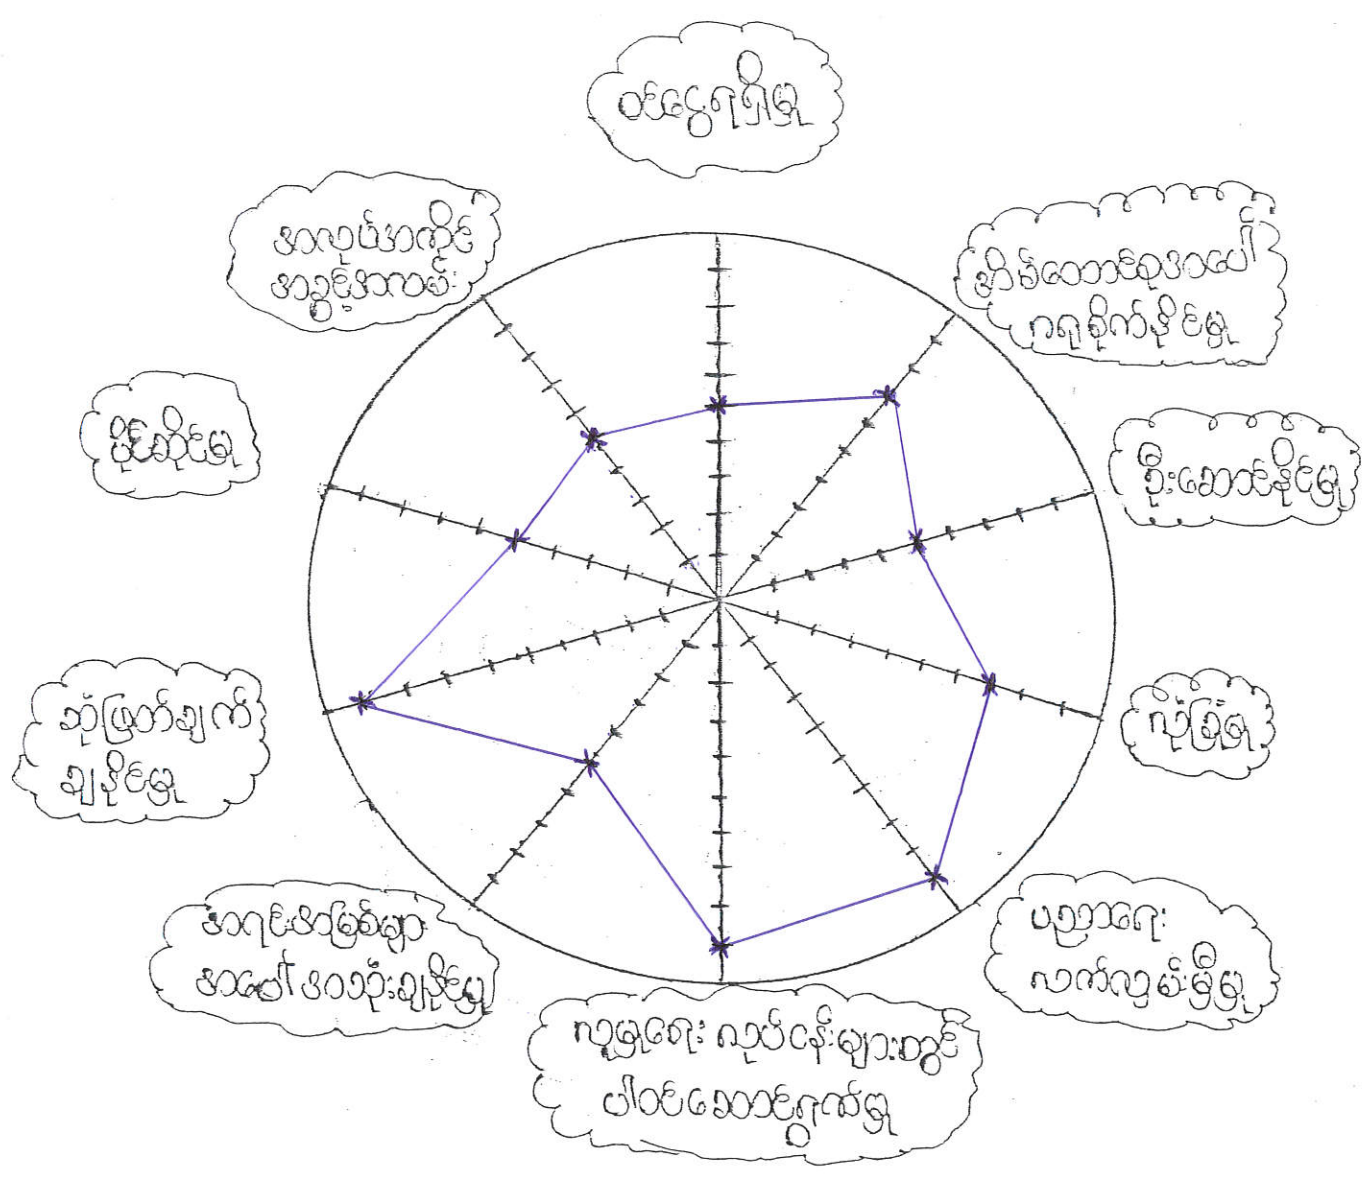 ဝင်ငွေရရှိမှု
အိမ်ထောင်စုအပေါ်
ဂရုစိုက်နိုင်မှု
ဦးဆောင်နိုင်မှု
လုံခြုံမှု
ပညာရေး
လက်လှမ်းမှီမှု
လူမှုရေး လုပ်ငန်းများတွင်
ပါဝင်ဆောင်ရွက်မှု
အရင်းအမြစ်များ
အပေါ် အသုံးချနိုင်မှု
ဆုံးဖြတ်ချက်
ချနိုင်မှု
ပိုင်ဆိုင်မှု
အလုပ်အကိုင်
အခွင့်အလမ်း